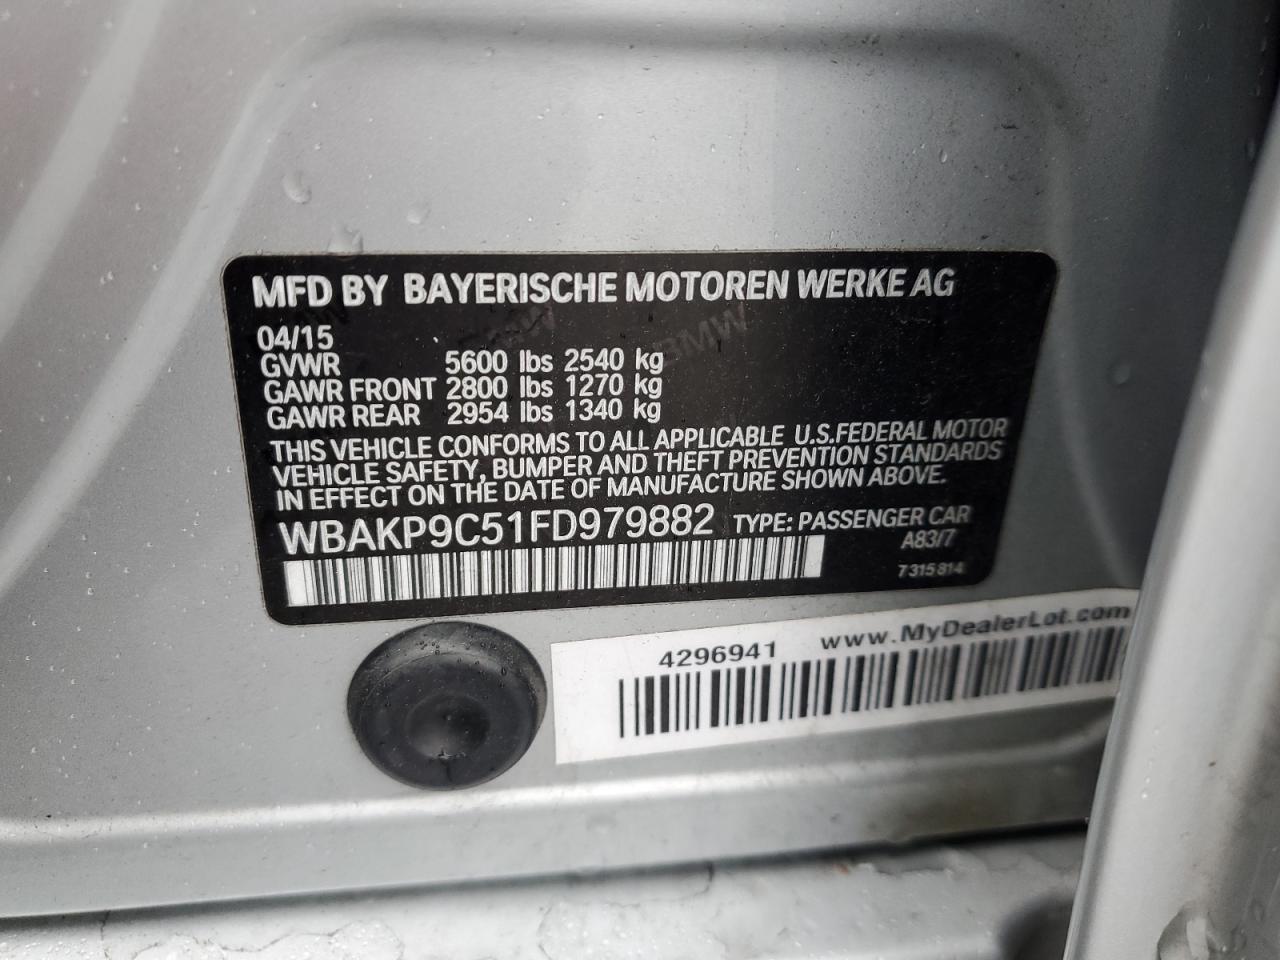 MFD BY BAYERISCHE MOTOREN WERKE AG
04/15
GVWR 5600 lbs 2540 kg
GAWR FRONT 2800 lbs 1270 kg
GAWR REAR 2954 lbs 1340 kg
THIS VEHICLE CONFORMS TO ALL APPLICABLE U.S.FEDERAL MOTOR
VEHICLE SAFETY, BUMPER AND THEFT PREVENTION STANDARDS
IN EFFECT ON THE DATE OF MANUFACTURE SHOWN ABOVE.
WBAKP9C51FD979882 TYPE: PASSENGER CAR
A83/7
7315814
4296941 www.MyDealerLot.com